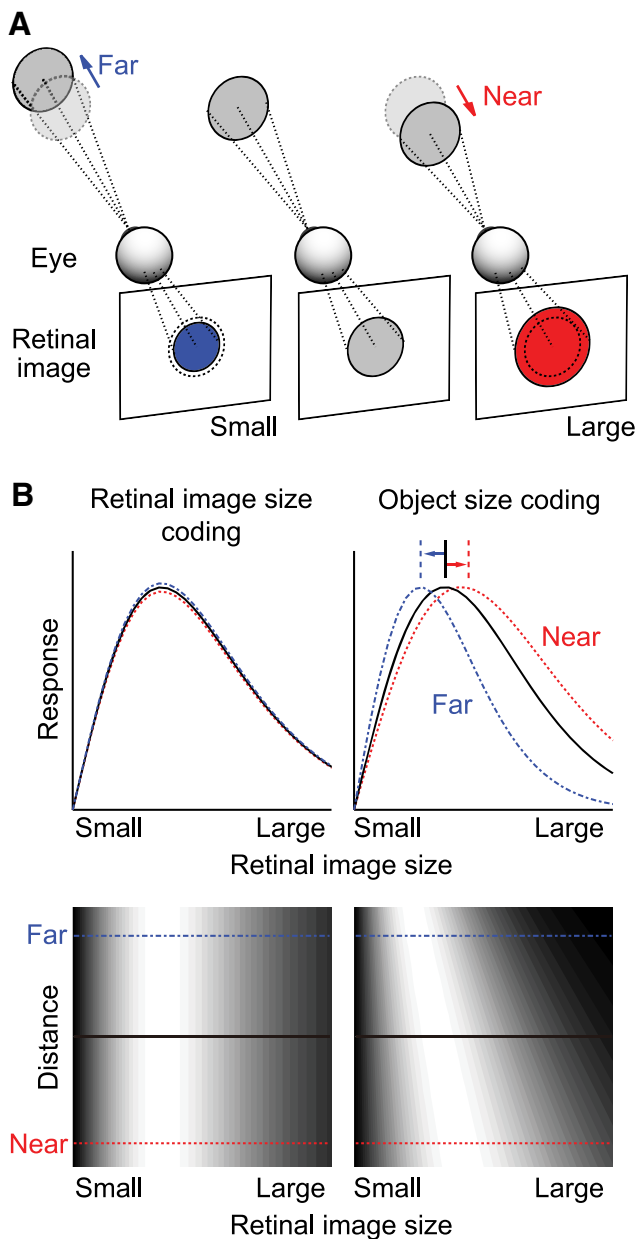 A
Far
Near
Eye
Retinal
image
Small
Large
B
Retinal image size
coding
Object size coding
Response
Near
Far
Small
Large
Small
Large
Retinal image size
Far
Distance
Near
Small
Large
Small
Large
Retinal image size